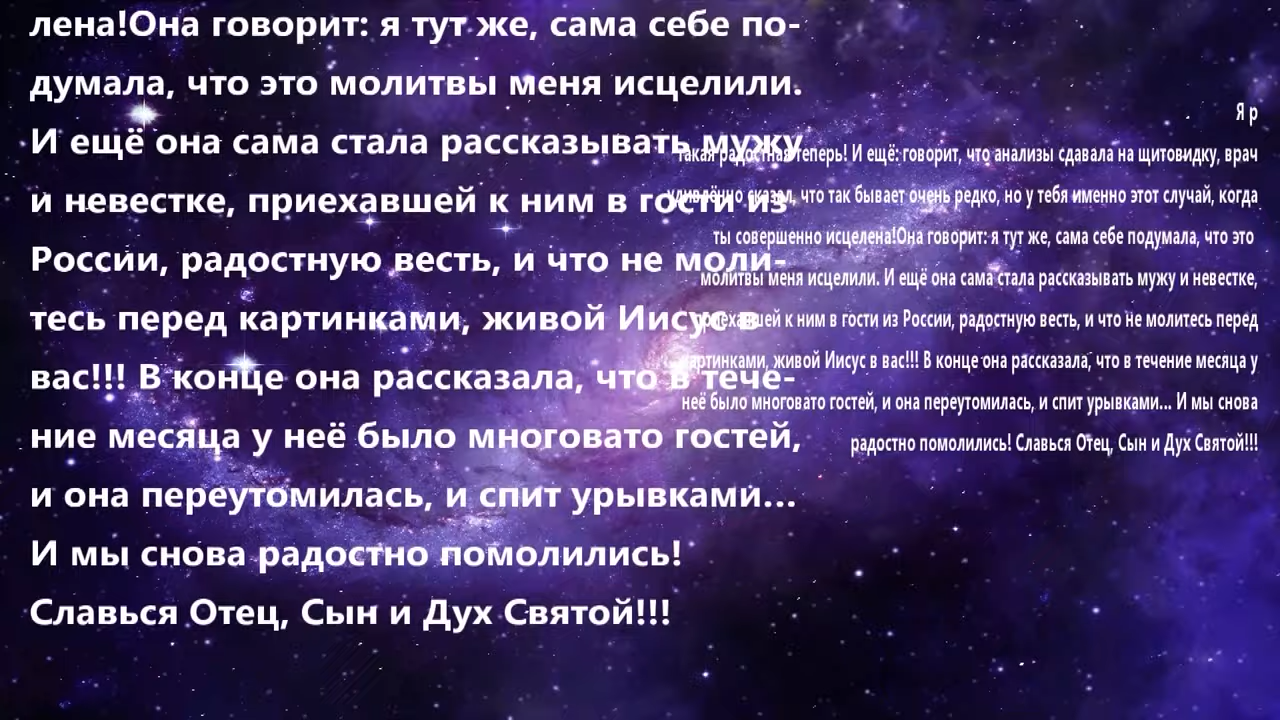 лена!Она говорит: я тут же, сама себе по-
думала, что это молитвы меня исцелили.
И ещё она сама стала рассказывать мужу
и невестке, приехавшей к ним в гости из
России, радостную весть, и что не моли-
тесь перед картинками, живой Иисус в
вас!!! В конце она рассказала, что в тече-
ние месяца у неё было многовато гостей,
и она переутомилась, и спит урывками...
И мы снова радостно помолились!
Славься Отец, Сын и Дух Святой!!!
Я р
такая радостная теперь! И ещё: говорит, что анализы сдавала на щитовидку, врач
удивлённо сказал, что так бывает очень редко, но у тебя именно этот случай, когда
ты совершенно исцелена!Она говорит: я тут же, сама себе подумала, что это
молитвы меня исцелили. И ещё она сама стала рассказывать мужу и невестке,
приехавшей к ним в гости из России, радостную весть, и что не молитесь перед
картинками, живой Иисус в вас!!! В конце она рассказала, что в течение месяца у
неё было многовато гостей, и она переутомилась, и спит урывками... И мы снова
радостно помолились! Славься Отец, Сын и Дух Святой!!!